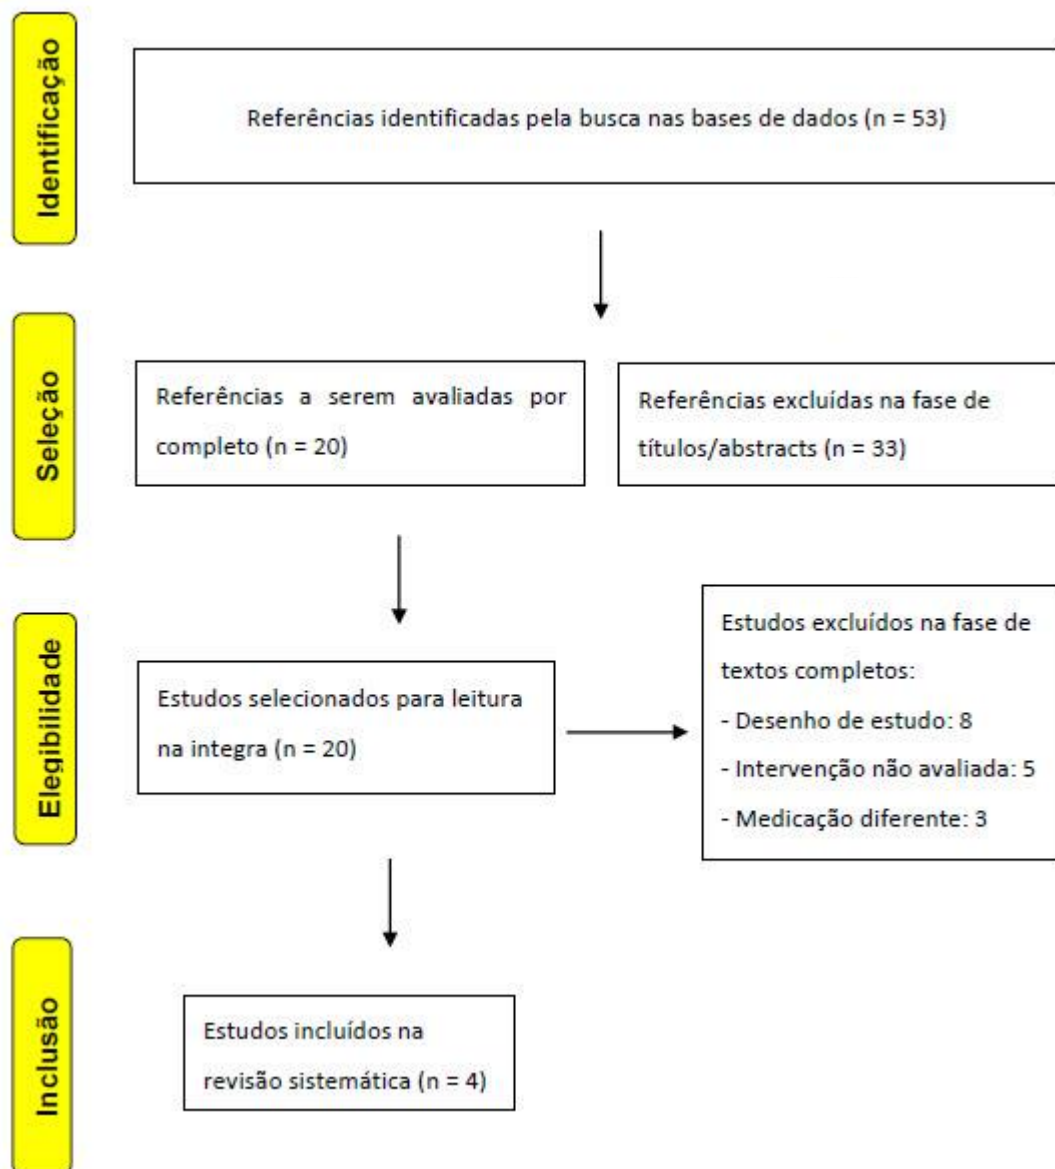 Identificação
Referências identificadas pela busca nas bases de dados (n = 53)
Seleção
Referências a serem avaliadas por
completo (n = 20)
Referências excluídas na fase de
títulos/abstracts (n = 33)
Elegibilidade
Estudos selecionados para leitura
na integra (n = 20)
Estudos excluídos na fase de
textos completos:
- Desenho de estudo: 8
- Intervenção não avaliada: 5
- Medicação diferente: 3
Inclusão
Estudos incluídos na
revisão sistemática (n = 4)